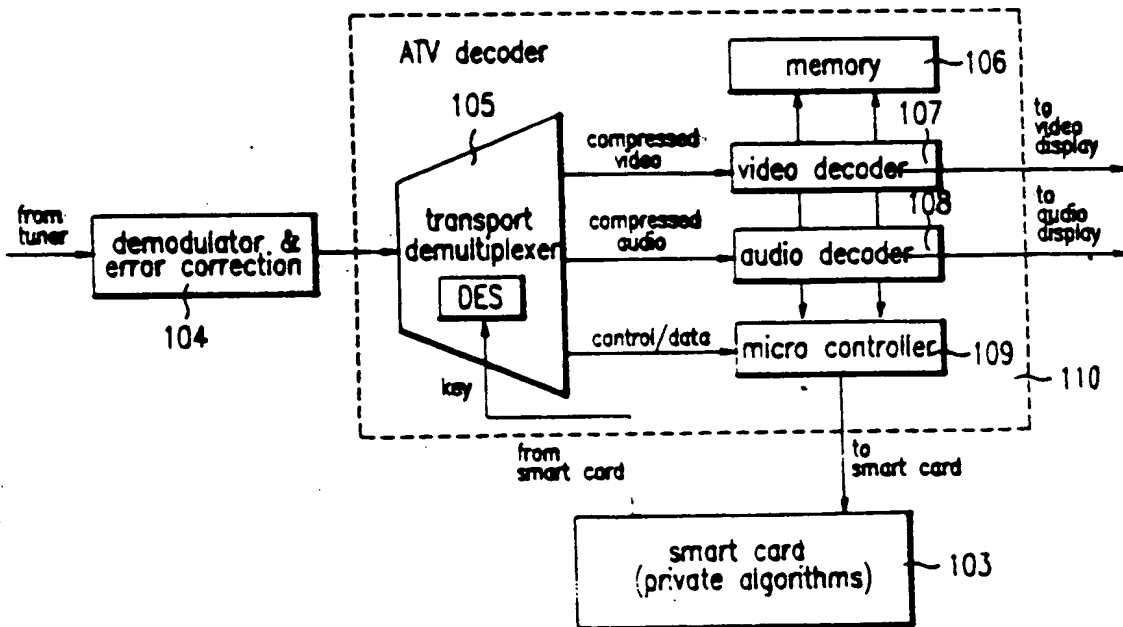 ATV decoder
memory
106
105
107
to
video
display
compressed
video
video decoder
108
to
audio
display
from
tuner
demodulator &
error correction
104
transport
demultiplexer
DES
compressed
audio
audio decoder
control/data
micro controller
109
110
key
from
smart card
to
smart card
smart card
(private algorithms)
103